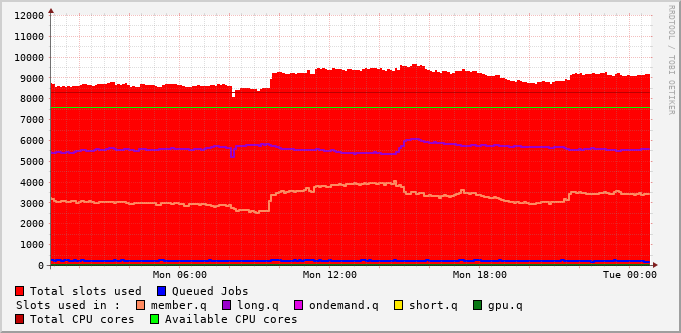 12000
11000
10000
9000
8000
7000
6000
5000
4000
3000
2000
1000
0
Mon 06:00 Mon 12:00 Mon 18:00 Tue 00:00
RRDTOOL / TOBI OETIKER
Total slots used Queued Jobs
Slots used in : member.q long.q ondemand.q short.q gpu.q
Total CPU cores Available CPU cores